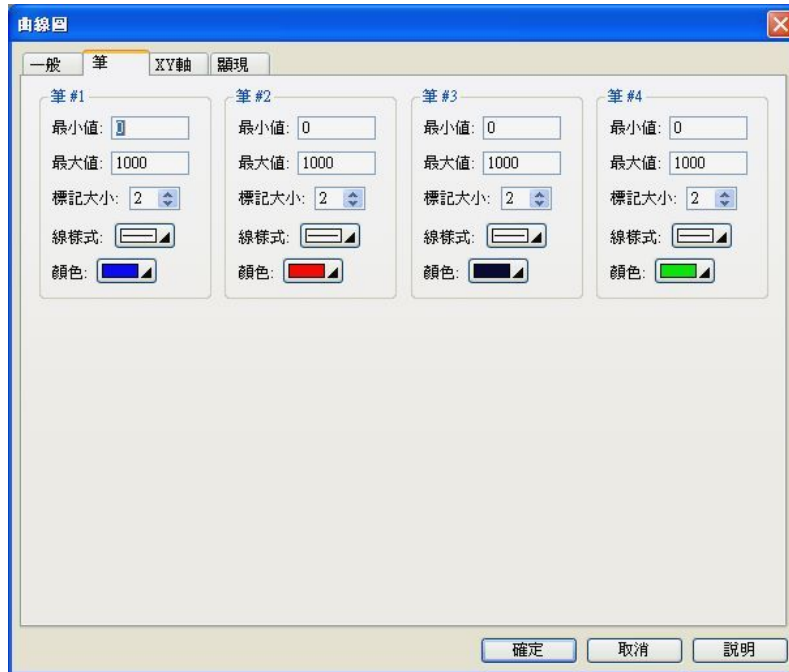 曲線圖
一般 筆 XY軸 顯現
筆 #1 筆 #2 筆 #3 筆 #4
最小值: 0 最小值: 0 最小值: 0 最小值: 0
最大值: 1000 最大值: 1000 最大值: 1000 最大值: 1000
標記大小: 2 標記大小: 2 標記大小: 2 標記大小: 2
線樣式: 線樣式: 線樣式: 線樣式:
顏色: 顏色: 顏色: 顏色:
確定 取消 說明